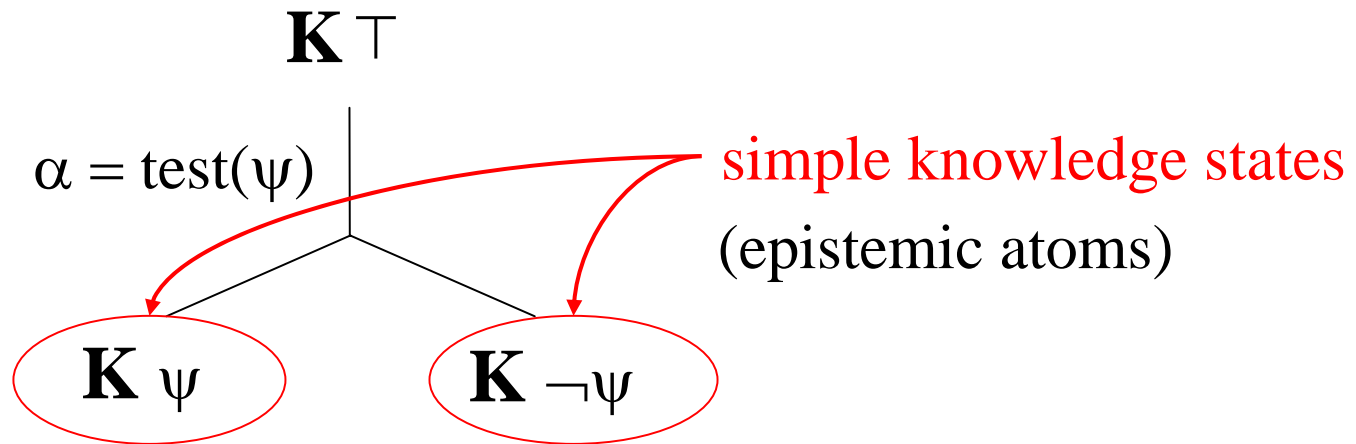 K ⊤
α = test(ψ)
simple knowledge states
(epistemic atoms)
K ψ
K ¬ψ